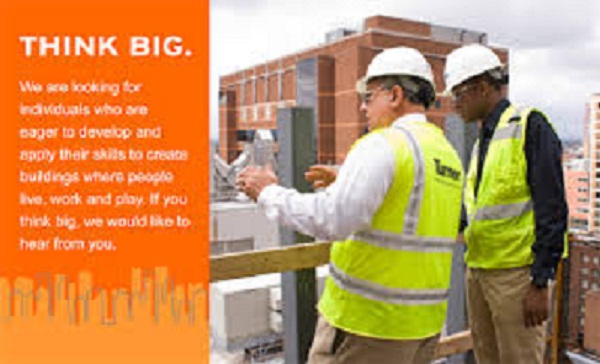 THINK BIG.
We are looking for
individuals who are
eager to develop and
apply their skills to create
buildings where people
live, work and play. If you
think big, we would like to
hear from you.
Turner